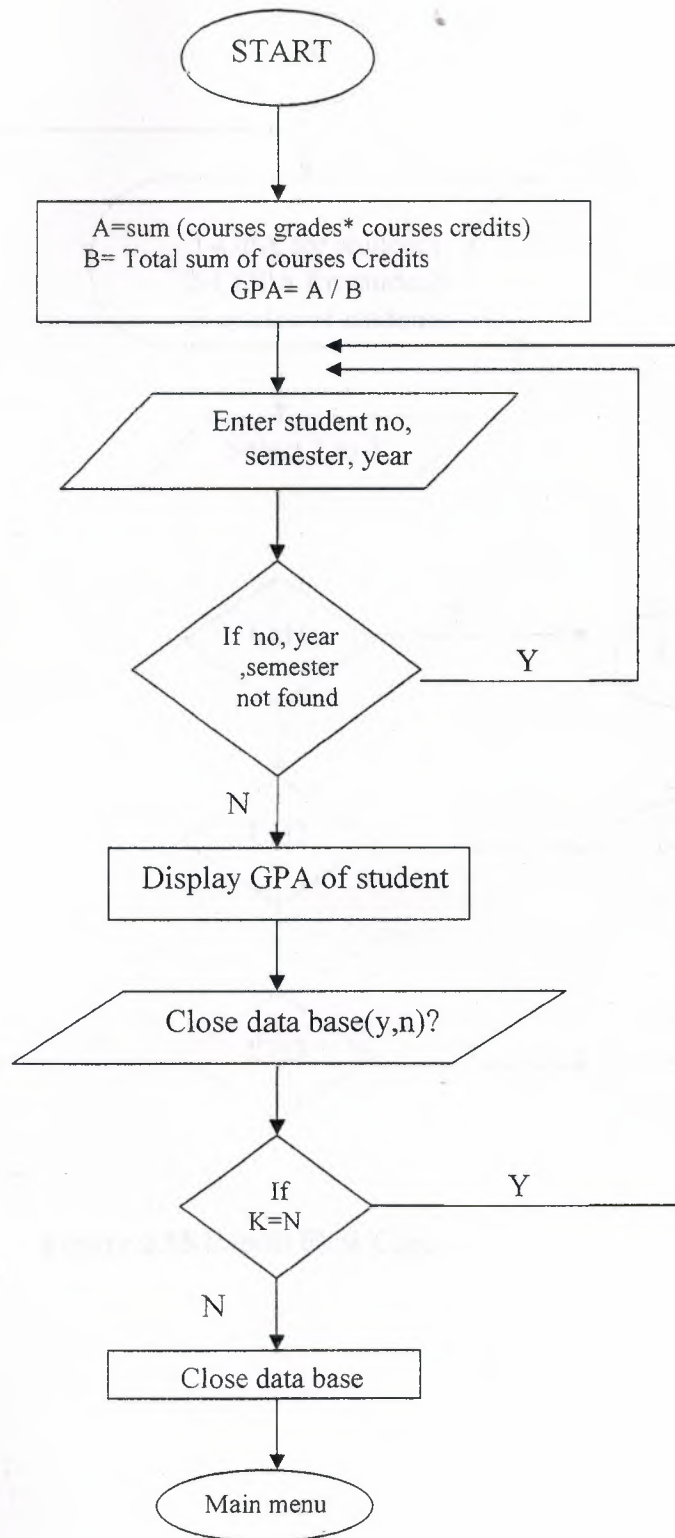 START
A=sum (courses grades* courses credits)
B= Total sum of courses Credits
GPA= A / B
Enter student no,
semester, year
If no, year
,semester
not found
Y
N
Display GPA of student
Close data base(y,n)?
If
K=N
Y
N
Close data base
Main menu